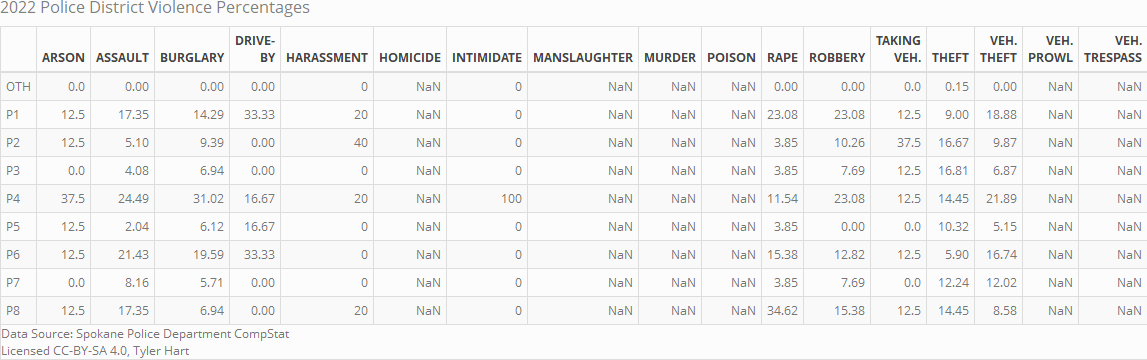 2022 Police District Violence Percentages
ARSON ASSAULT BURGLARY DRIVE-BY HARASSMENT HOMICIDE INTIMIDATE MANSLAUGHTER MURDER POISON RAPE ROBBERY TAKING VEH. THEFT VEH. THEFT VEH. PROWL VEH. TRESPASS
OTH 0.0 0.00 0.00 0.00 0 NaN 0 NaN NaN NaN 0.00 0.00 0.0 0.15 0.00 NaN NaN
P1 12.5 17.35 14.29 33.33 20 NaN 0 NaN NaN NaN 23.08 23.08 12.5 9.00 18.88 NaN NaN
P2 12.5 5.10 9.39 0.00 40 NaN 0 NaN NaN NaN 3.85 10.26 37.5 16.67 9.87 NaN NaN
P3 0.0 4.08 6.94 0.00 0 NaN 0 NaN NaN NaN 3.85 7.69 12.5 16.81 6.87 NaN NaN
P4 37.5 24.49 31.02 16.67 20 NaN 100 NaN NaN NaN 11.54 23.08 12.5 14.45 21.89 NaN NaN
P5 12.5 2.04 6.12 16.67 0 NaN 0 NaN NaN NaN 3.85 0.00 0.0 10.32 5.15 NaN NaN
P6 12.5 21.43 19.59 33.33 0 NaN 0 NaN NaN NaN 15.38 12.82 12.5 5.90 16.74 NaN NaN
P7 0.0 8.16 5.71 0.00 0 NaN 0 NaN NaN NaN 3.85 7.69 0.0 12.24 12.02 NaN NaN
P8 12.5 17.35 6.94 0.00 20 NaN 0 NaN NaN NaN 34.62 15.38 12.5 14.45 8.58 NaN NaN
Data Source: Spokane Police Department CompStat
Licensed CC-BY-SA 4.0, Tyler Hart